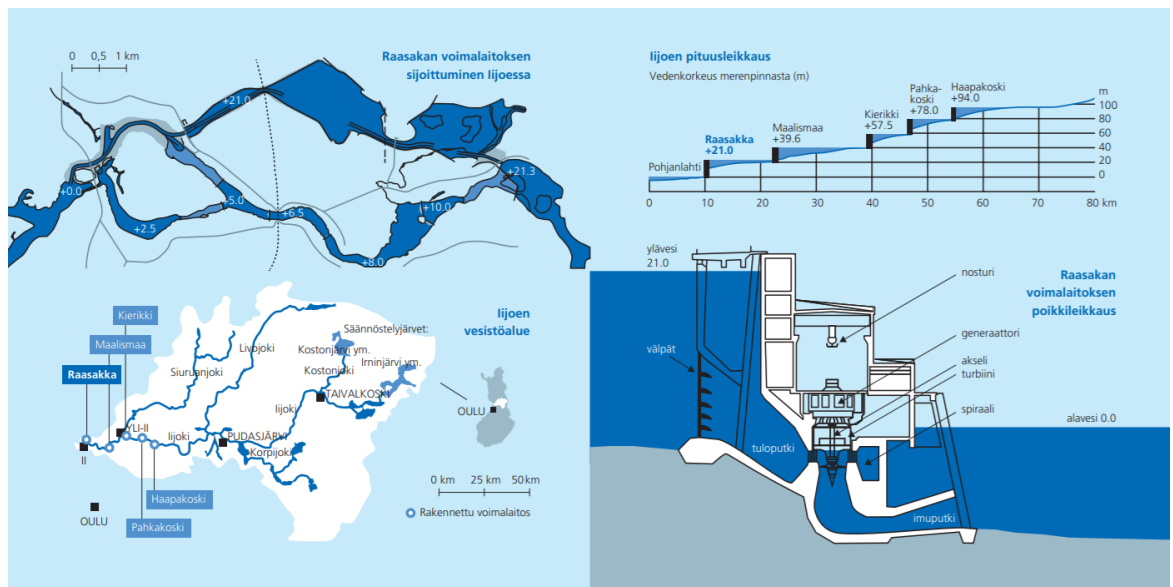 0 0,5 1 km
Raasakan voimalaitoksen
sijoittuminen Iijoessa
+21.0
+0.0
+5.0
+2.5
+6.5
+8.0
+10.0
+21.3
Iijoen pituusleikkaus
Vedenkorkeus merenpinnasta (m)
Pohjanlahti
Raasakka
+21.0
Maalismaa
+39.6
Kierikki
+57.5
Pahka-
koski
+78.0
Haapakoski
+94.0
m
100
80
60
40
20
0
0 10 20 30 40 50 60 70 80 km
Kierikki
Maalismaa
Raasakka
Iijoen
vesistöalue
Säännöstelyjärvet:
Livojoki
Kostonjärvi ym.
Irninjärvi ym.
Siuruanjoki
Kostonjoki
TAIVALKOSKI
Iijoki
OULU
YLI-II
Iijoki
PUDASJÄRVI
Korpijoki
II
Haapakoski
Pahkakoski
OULU
0 km 25 km 50 km
Rakennettu voimalaitos
ylävesi
21.0
Raasakan
voimalaitoksen
poikkileikkaus
nosturi
generaattori
akseli
turbiini
spiraali
välpät
alavesi 0.0
tuloputki
imuputki